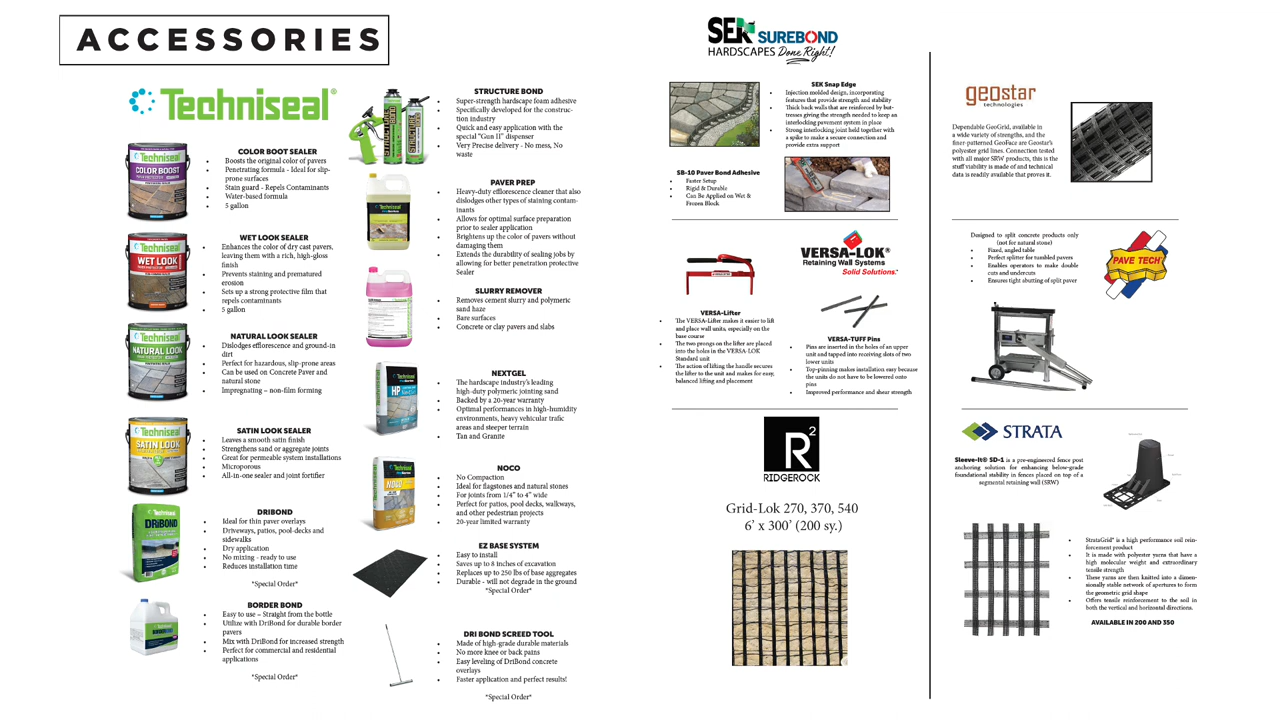 ACCESSORIES
Techniseal®
COLOR BOOT SEALER
• Boosts the original color of pavers
• Penetrating formula - Ideal for slip-
prone surfaces
• Stain guard - Repels Contaminants
• Water-based formula
• 5 gallon
Techniseal
COLOR BOOST
WET LOOK SEALER
• Enhances the color of dry cast pavers,
leaving them with a rich, high-gloss
finish
• Prevents staining and prematured
erosion
• Sets up a strong protective film that
repels contaminants
• 5 gallon
Techniseal
WET LOOK
NATURAL LOOK SEALER
• Dislodges efflorescence and ground-in
dirt
• Perfect for hazardous, slip-prone areas
• Can be used on Concrete Paver and
natural stone
• Impregnating – non-film forming
Techniseal
NATURAL LOOK
SATIN LOOK SEALER
• Leaves a smooth satin finish
• Strengthens sand or aggregate joints
• Great for permeable system installations
• Microporous
• All-in-one sealer and joint fortifier
Techniseal
SATIN LOOK
DRIBOND
• Ideal for thin paver overlays
• Driveways, patios, pool-decks and
sidewalks
• Dry application
• No mixing - ready to use
• Reduces installation time
*Special Order*
Techniseal
DRIBOND
BORDER BOND
• Easy to use – Straight from the bottle
• Utilize with DriBond for durable border
pavers
• Mix with DriBond for increased strength
• Perfect for commercial and residential
applications
*Special Order*
STRUCTURE BOND
• Super-strength hardscape foam adhesive
• Specifically developed for the construc-
tion industry
• Quick and easy application with the
special "Gun II" dispenser
• Very Precise delivery - No mess, No
waste
PAVER PREP
• Heavy-duty efflorescence cleaner that also
dislodges other types of staining contam-
inants
• Allows for optimal surface preparation
prior to sealer application
• Brightens up the color of pavers without
damaging them
• Extends the durability of sealing jobs by
allowing for better penetration protective
Sealer
SLURRY REMOVER
• Removes cement slurry and polymeric
sand haze
• Bare surfaces
• Concrete or clay pavers and slabs
NEXTGEL
• The hardscape industry's leading
high-duty polymeric jointing sand
• Backed by a 20-year warranty
• Optimal performances in high-humidity
environments, heavy vehicular trafic
areas and steeper terrain
• Tan and Granite
HP
NOCO
• No Compaction
• Ideal for flagstones and natural stones
• For joints from 1/4" to 4" wide
• Perfect for patios, pool decks, walkways,
and other pedestrian projects
• 20-year limited warranty
Techniseal
NOCO
EZ BASE SYSTEM
• Easy to install
• Saves up to 8 inches of excavation
• Replaces up to 250 lbs of base aggregates
• Durable - will not degrade in the ground
*Special Order*
DRI BOND SCREED TOOL
• Made of high-grade durable materials
• No more knee or back pains
• Easy leveling of DriBond concrete
overlays
• Faster application and perfect results!
*Special Order*
SEK SUREBOND
HARDSCAPES Done Right!
SEK Snap Edge
• Injection molded design, incorporating
features that provide strength and stability
• Thick back walls that are reinforced by but-
tresses giving the strength needed to keep an
interlocking pavement system in place
• Strong interlocking joint held together with
a spike to make a secure connection and
provide extra support
SB-10 Paver Bond Adhesive
• Faster Setup
• Rigid & Durable
• Can Be Applied on Wet &
Frozen Block
VERSA-LOK®
Retaining Wall Systems
Solid Solutions.™
VERSA-Lifter
• The VERSA-Lifter makes it easier to lift
and place wall units, especially on the
base course
• The two prongs on the lifter are placed
into the holes in the VERSA-LOK
Standard unit
• The action of lifting the handle secures
the lifter to the unit and makes for easy,
balanced lifting and placement
VERSA-TUFF Pins
• Pins are inserted in the holes of an upper
unit and tapped into receiving slots of two
lower units
• Top-pinning makes installation easy because
the units do not have to be lowered onto
pins
• Improved performance and shear strength
R2
RIDGEROCK
Grid-Lok 270, 370, 540
6' x 300' (200 sy.)
geostar
technologies
Dependable GeoGrid, available in
a wide variety of strengths, and the
finer-patterned GeoFace are Geostar's
polyester grid lines. Connection tested
with all major SRW products, this is the
stuff viability is made of and technical
data is readily available that proves it.
Designed to split concrete products only
(not for natural stone)
• Fixed, angled table
• Perfect splitter for tumbled pavers
• Enables operators to make double
cuts and undercuts
• Ensures tight abutting of split paver
PAVE TECH
STRATA
Sleeve-It® SD-1 is a pre-engineered fence post
anchoring solution for enhancing below-grade
foundational stability in fences placed on top of a
segmental retaining wall (SRW)
• StrataGrid® is a high performance soil rein-
forcement product
• It is made with polyester yarns that have a
high molecular weight and extraordinary
tensile strength
• These yarns are then knitted into a dimen-
sionally stable network of apertures to form
the geometric grid shape
• Offers tensile reinforcement to the soil in
both the vertical and horizontal directions.
AVAILABLE IN 200 AND 350